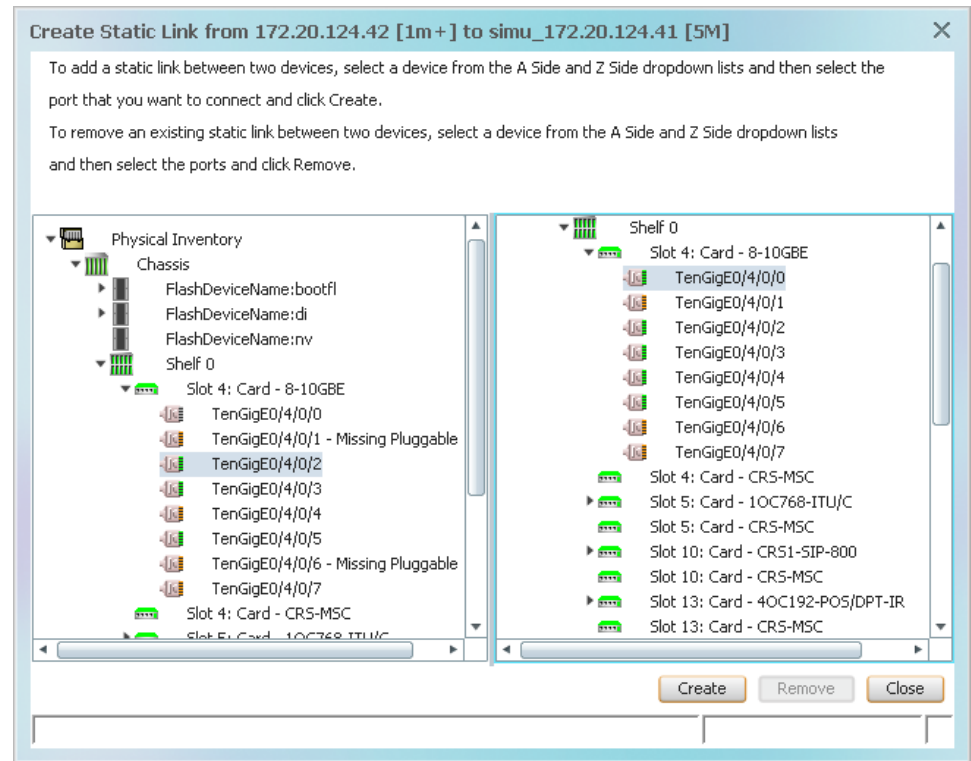 Create Static Link from 172.20.124.42 [1m+] to simu_172.20.124.41 [5M]
To add a static link between two devices, select a device from the A Side and Z Side dropdown lists and then select the
port that you want to connect and click Create.
To remove an existing static link between two devices, select a device from the A Side and Z Side dropdown lists
and then select the ports and click Remove.
Physical Inventory
Chassis
FlashDeviceName:bootfl
FlashDeviceName:di
FlashDeviceName:nv
Shelf 0
Slot 4: Card - 8-10GBE
TenGigE0/4/0/0
TenGigE0/4/0/1 - Missing Pluggable
TenGigE0/4/0/2
TenGigE0/4/0/3
TenGigE0/4/0/4
TenGigE0/4/0/5
TenGigE0/4/0/6 - Missing Pluggable
TenGigE0/4/0/7
Slot 4: Card - CRS-MSC
Slot 5: Card - 1OC768-ITU/C
Shelf 0
Slot 4: Card - 8-10GBE
TenGigE0/4/0/0
TenGigE0/4/0/1
TenGigE0/4/0/2
TenGigE0/4/0/3
TenGigE0/4/0/4
TenGigE0/4/0/5
TenGigE0/4/0/6
TenGigE0/4/0/7
Slot 4: Card - CRS-MSC
Slot 5: Card - 1OC768-ITU/C
Slot 5: Card - CRS-MSC
Slot 10: Card - CRS1-SIP-800
Slot 10: Card - CRS-MSC
Slot 13: Card - 4OC192-POS/DPT-IR
Slot 13: Card - CRS-MSC
Create
Remove
Close